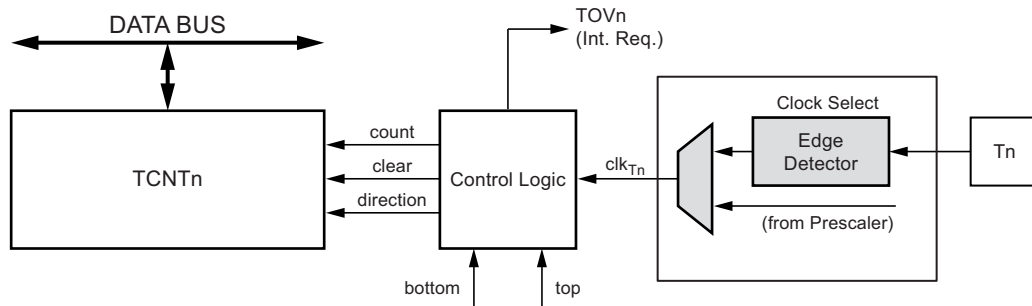 DATA BUS
TOVn
(Int. Req.)
Clock Select
TCNTn
count
clear
direction
Control Logic
clkTn
Edge
Detector
Tn
(from Prescaler)
bottom
top